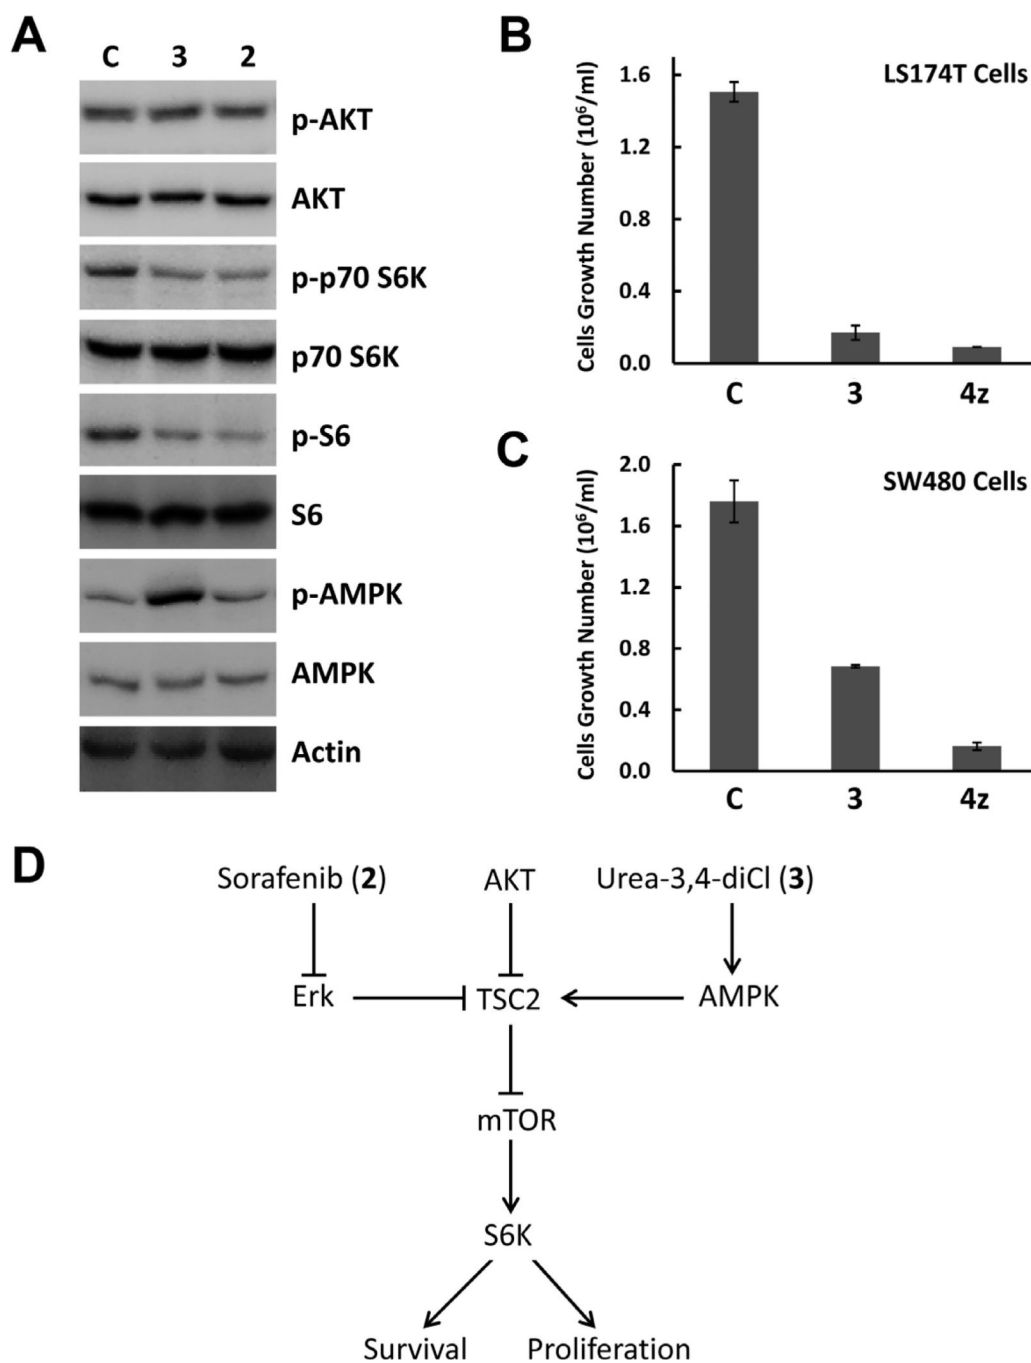 A
C 3 2
p-AKT
AKT
p-p70 S6K
p70 S6K
p-S6
S6
p-AMPK
AMPK
Actin
B
LS174T Cells
Cells Growth Number (10⁶/ml)
1.6
1.2
0.8
0.4
0.0
C 3 4z
C
SW480 Cells
Cells Growth Number (10⁶/ml)
2.0
1.6
1.2
0.8
0.4
0.0
C 3 4z
D
Sorafenib (2) AKT Urea-3,4-diCl (3)
Erk TSC2 AMPK
mTOR
S6K
Survival Proliferation